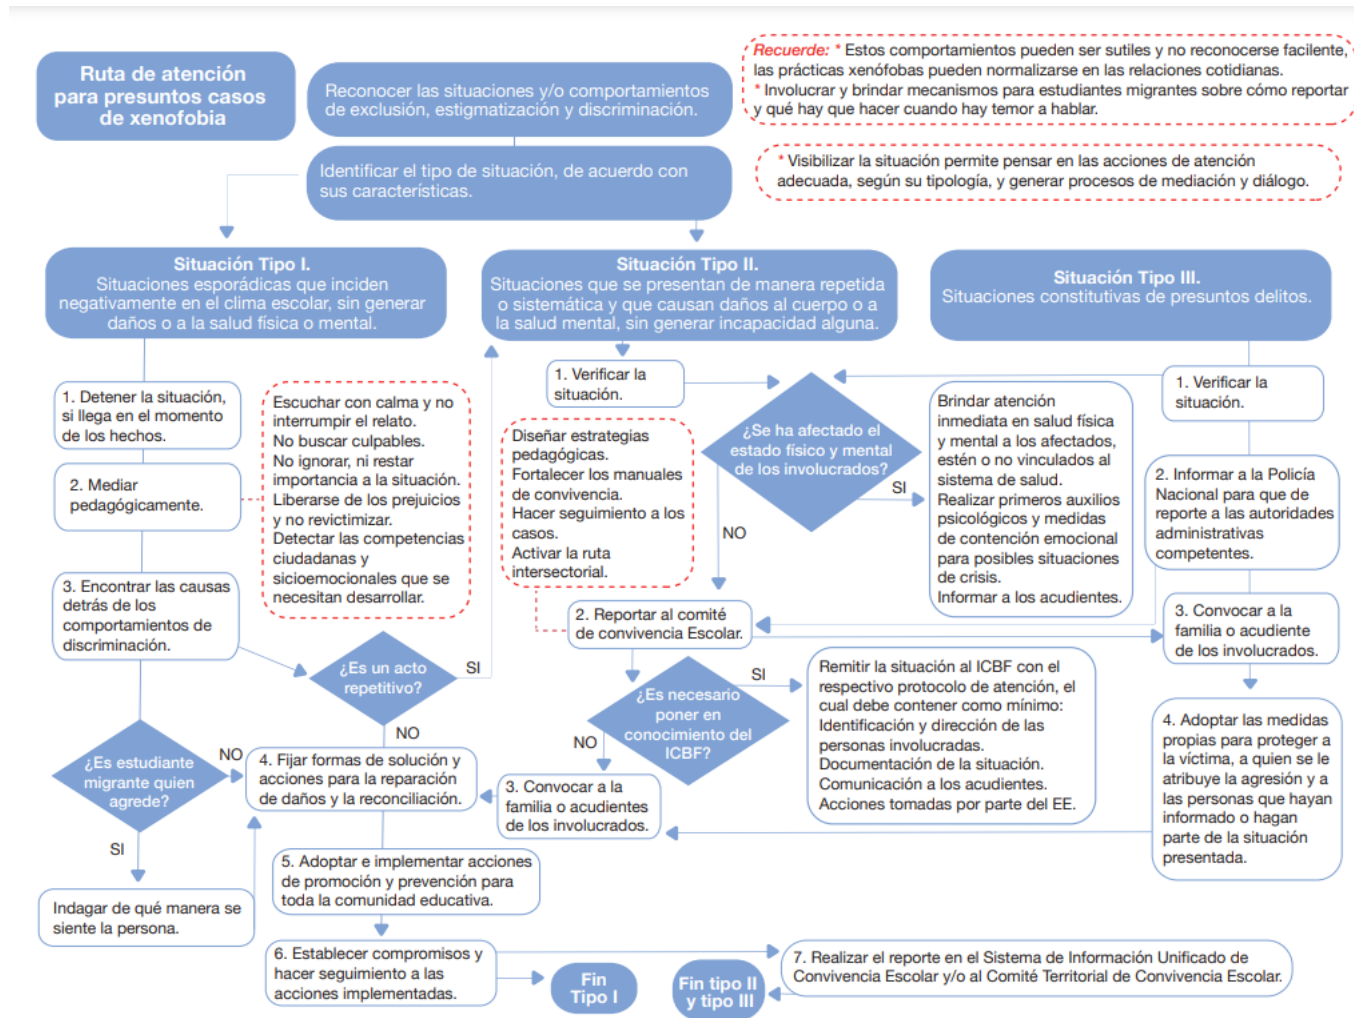 Ruta de atención
para presuntos casos
de xenofobia
Reconocer las situaciones y/o comportamientos
de exclusión, estigmatización y discriminación.
Recuerde: * Estos comportamientos pueden ser sutiles y no reconocerse facilente,
las prácticas xenófobas pueden normalizarse en las relaciones cotidianas.
* Involucrar y brindar mecanismos para estudiantes migrantes sobre cómo reportar
y qué hay que hacer cuando hay temor a hablar.
Identificar el tipo de situación, de acuerdo con
sus características.
* Visibilizar la situación permite pensar en las acciones de atención
adecuada, según su tipología, y generar procesos de mediación y diálogo.
Situación Tipo I.
Situaciones esporádicas que inciden
negativamente en el clima escolar, sin generar
daños o a la salud física o mental.
Situación Tipo II.
Situaciones que se presentan de manera repetida
o sistemática y que causan daños al cuerpo o a
la salud mental, sin generar incapacidad alguna.
Situación Tipo III.
Situaciones constitutivas de presuntos delitos.
1. Detener la situación,
si llega en el momento
de los hechos.
2. Mediar
pedagógicamente.
Escuchar con calma y no
interrumpir el relato.
No buscar culpables.
No ignorar, ni restar
importancia a la situación.
Liberarse de los prejuicios
y no revictimizar.
Detectar las competencias
ciudadanas y
sicioemocionales que se
necesitan desarrollar.
3. Encontrar las causas
detrás de los
comportamientos de
discriminación.
¿Es un acto
repetitivo?
SI
NO
¿Es estudiante
migrante quien
agrede?
NO
SI
Indagar de qué manera se
siente la persona.
4. Fijar formas de solución y
acciones para la reparación
de daños y la reconciliación.
5. Adoptar e implementar acciones
de promoción y prevención para
toda la comunidad educativa.
6. Establecer compromisos y
hacer seguimiento a las
acciones implementadas.
Fin
Tipo I
1. Verificar la
situación.
¿Se ha afectado el
estado físico y mental
de los involucrados?
SI
NO
Diseñar estrategias
pedagógicas.
Fortalecer los manuales
de convivencia.
Hacer seguimiento a los
casos.
Activar la ruta
intersectorial.
Brindar atención
inmediata en salud física
y mental a los afectados,
estén o no vinculados al
sistema de salud.
Realizar primeros auxilios
psicológicos y medidas
de contención emocional
para posibles situaciones
de crisis.
Informar a los acudientes.
2. Reportar al comité
de convivencia Escolar.
¿Es necesario
poner en
conocimiento del
ICBF?
SI
NO
Remitir la situación al ICBF con el
respectivo protocolo de atención, el
cual debe contener como mínimo:
Identificación y dirección de las
personas involucradas.
Documentación de la situación.
Comunicación a los acudientes.
Acciones tomadas por parte del EE.
3. Convocar a la
familia o acudientes
de los involucrados.
1. Verificar la
situación.
2. Informar a la Policía
Nacional para que de
reporte a las autoridades
administrativas
competentes.
3. Convocar a la
familia o acudiente
de los involucrados.
4. Adoptar las medidas
propias para proteger a
la víctima, a quien se le
atribuye la agresión y a
las personas que hayan
informado o hagan
parte de la situación
presentada.
7. Realizar el reporte en el Sistema de Información Unificado de
Convivencia Escolar y/o al Comité Territorial de Convivencia Escolar.
Fin tipo II
y tipo III